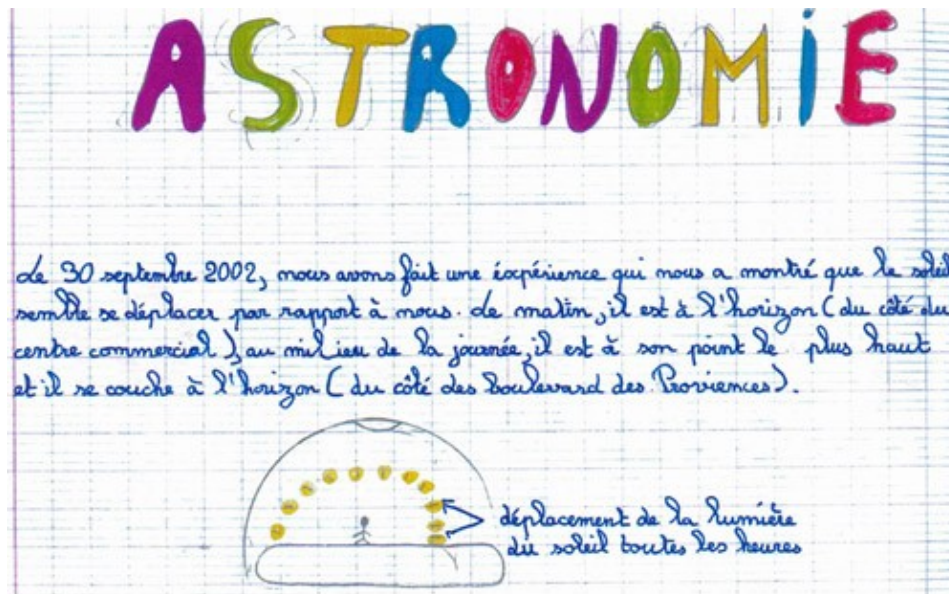 ASTRONOMiE
Le 30 septembre 2002, nous avons fait une éxpérience qui nous a montré que le soleil
semble se déplacer par rapport à nous. Le matin, il est à l'horizon (du côté du
centre commercial), au milieu de la journée, il est à son point le plus haut
et il se couche à l'horizon (du côté des boulevard des Proviences).
déplacement de la lumière
du soleil toutes les heures